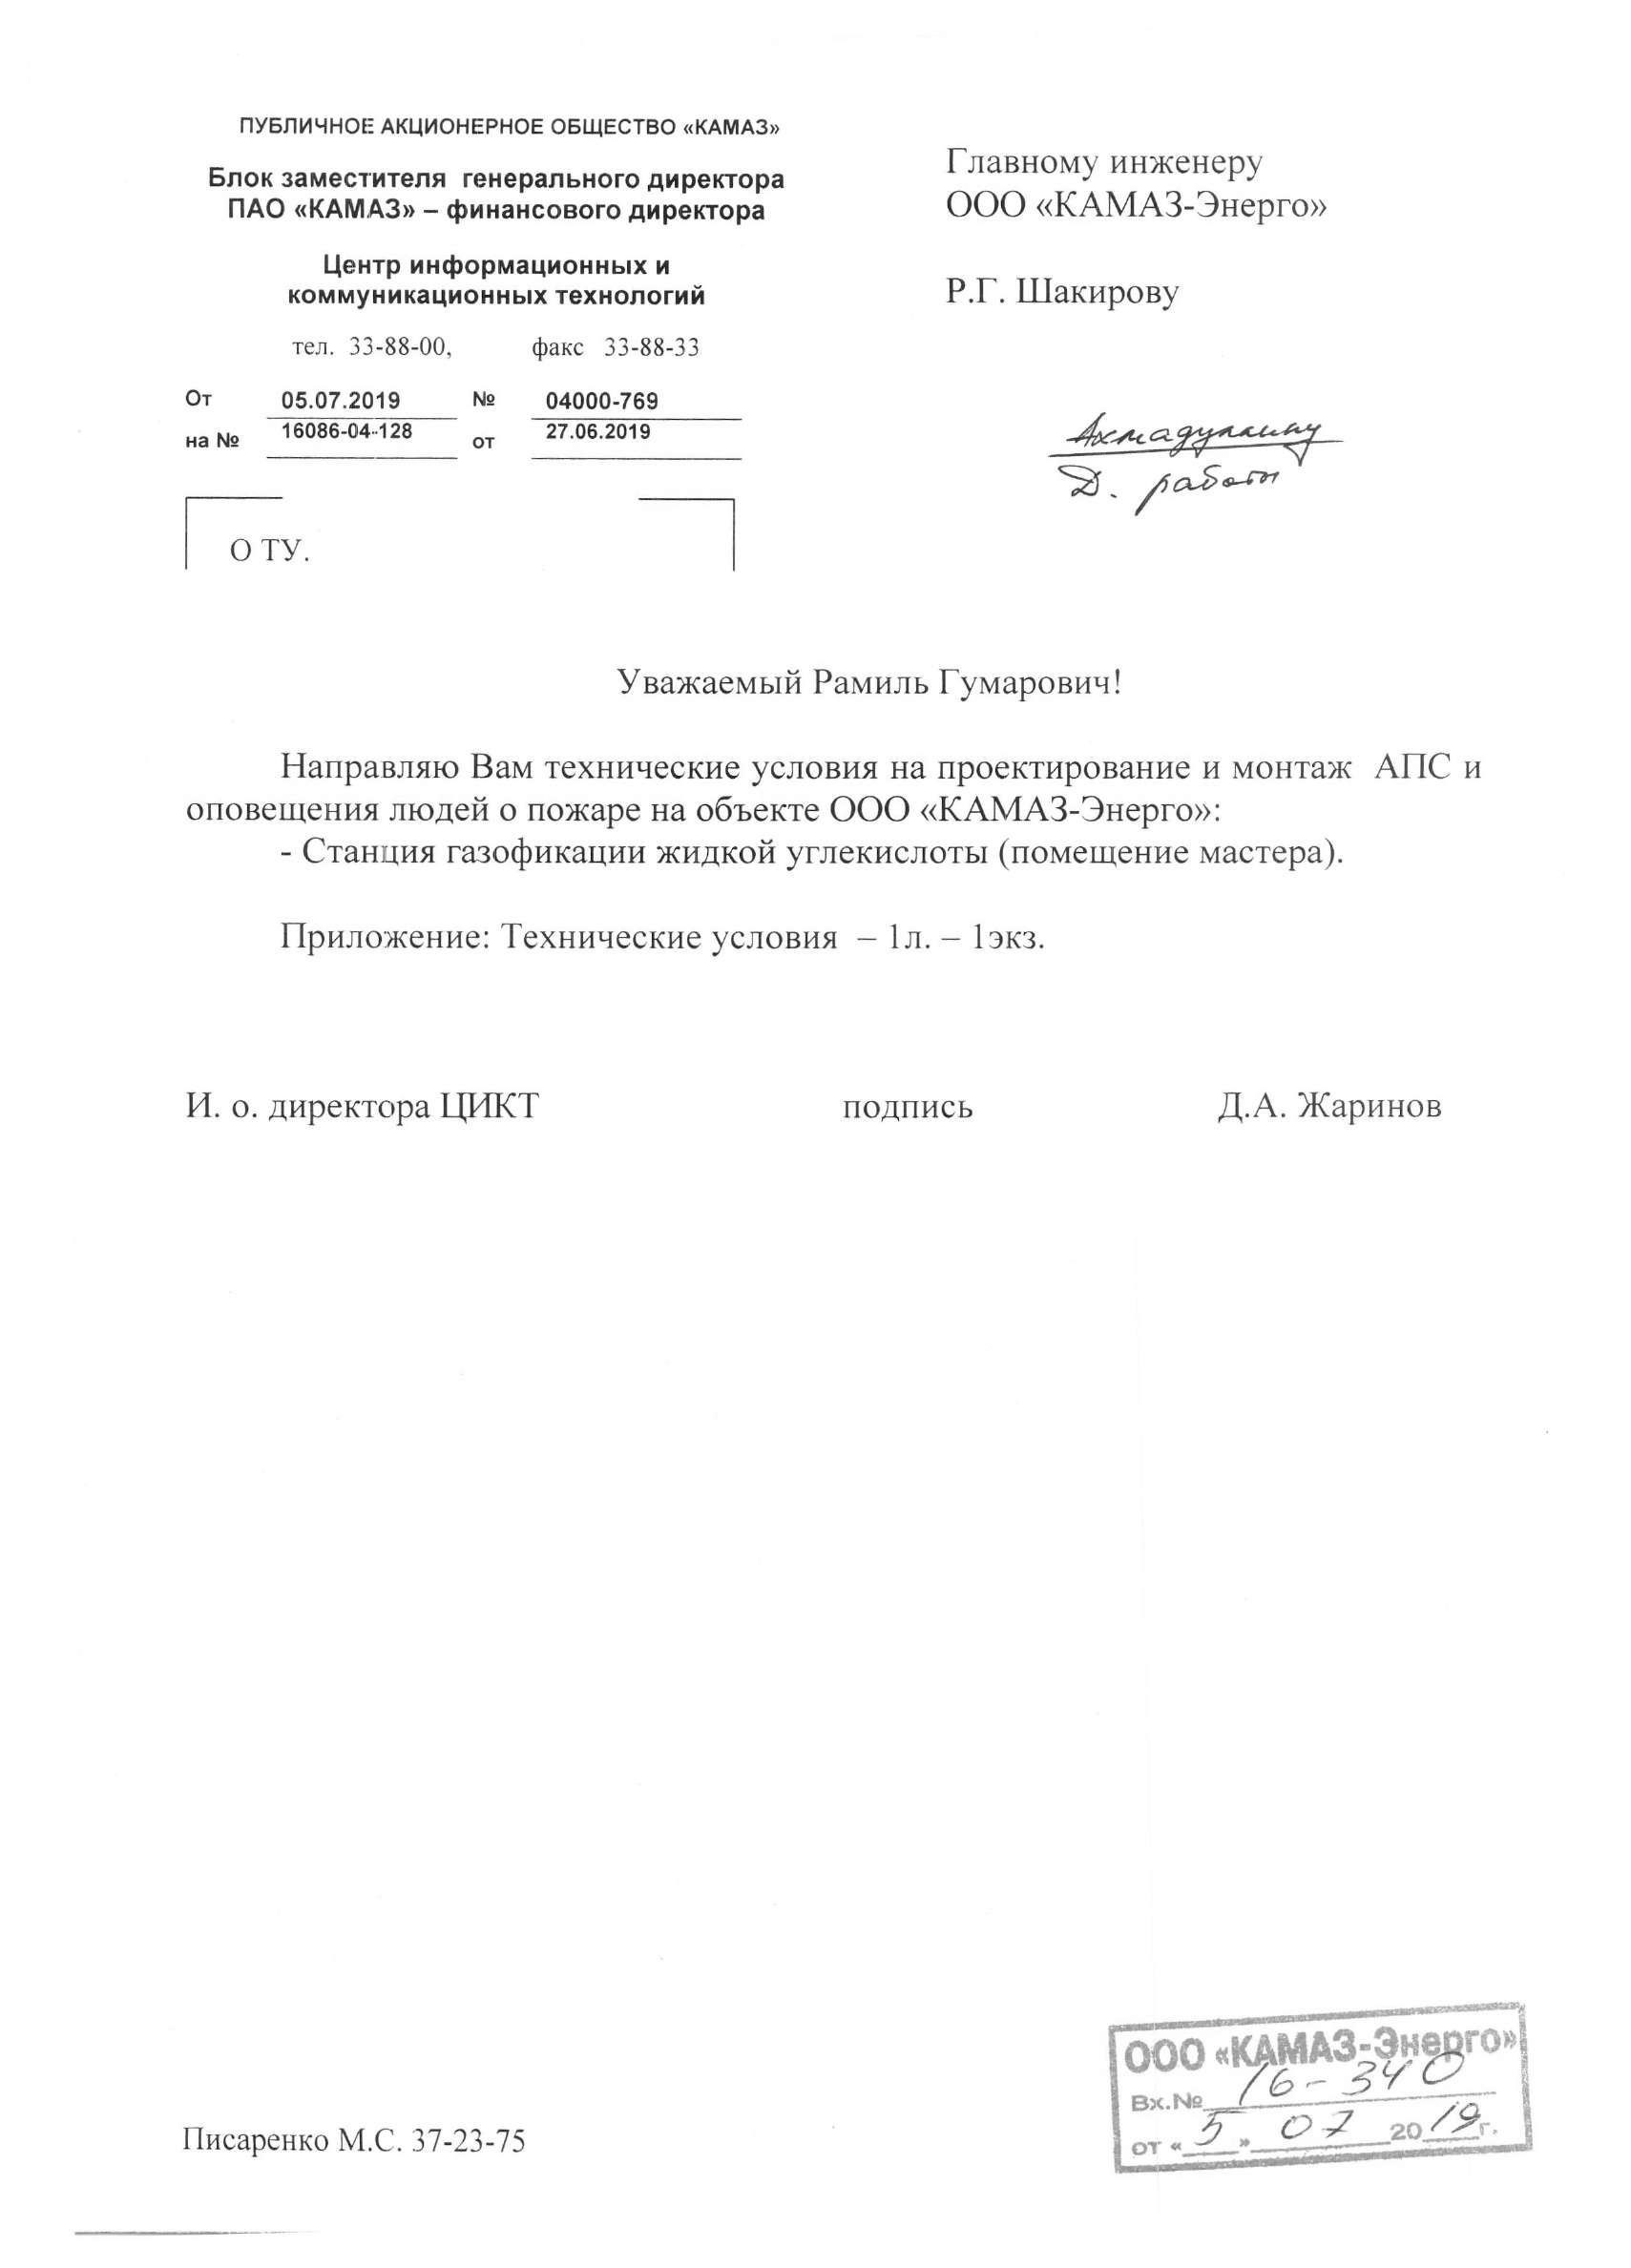 ПУБЛИЧНОЕ АКЦИОНЕРНОЕ ОБЩЕСТВО «КАМАЗ»
Блок заместителя генерального директора
ПАО «КАМАЗ» – финансового директора
Центр информационных и
коммуникационных технологий
тел. 33-88-00, факс 33-88-33
От 05.07.2019 № 04000-769
на № 16086-04-128 от 27.06.2019
О ТУ.
Главному инженеру
ООО «КАМАЗ-Энерго»
Р.Г. Шакирову
Ахмадуллину
Д. работы
Уважаемый Рамиль Гумарович!
Направляю Вам технические условия на проектирование и монтаж АПС и
оповещения людей о пожаре на объекте ООО «КАМАЗ-Энерго»:
- Станция газофикации жидкой углекислоты (помещение мастера).
Приложение: Технические условия – 1л. – 1экз.
И. о. директора ЦИКТ подпись Д.А. Жаринов
ООО «КАМАЗ-Энерго»
Вх.№ 16-340
от «5» 07 2019г.
Писаренко М.С. 37-23-75